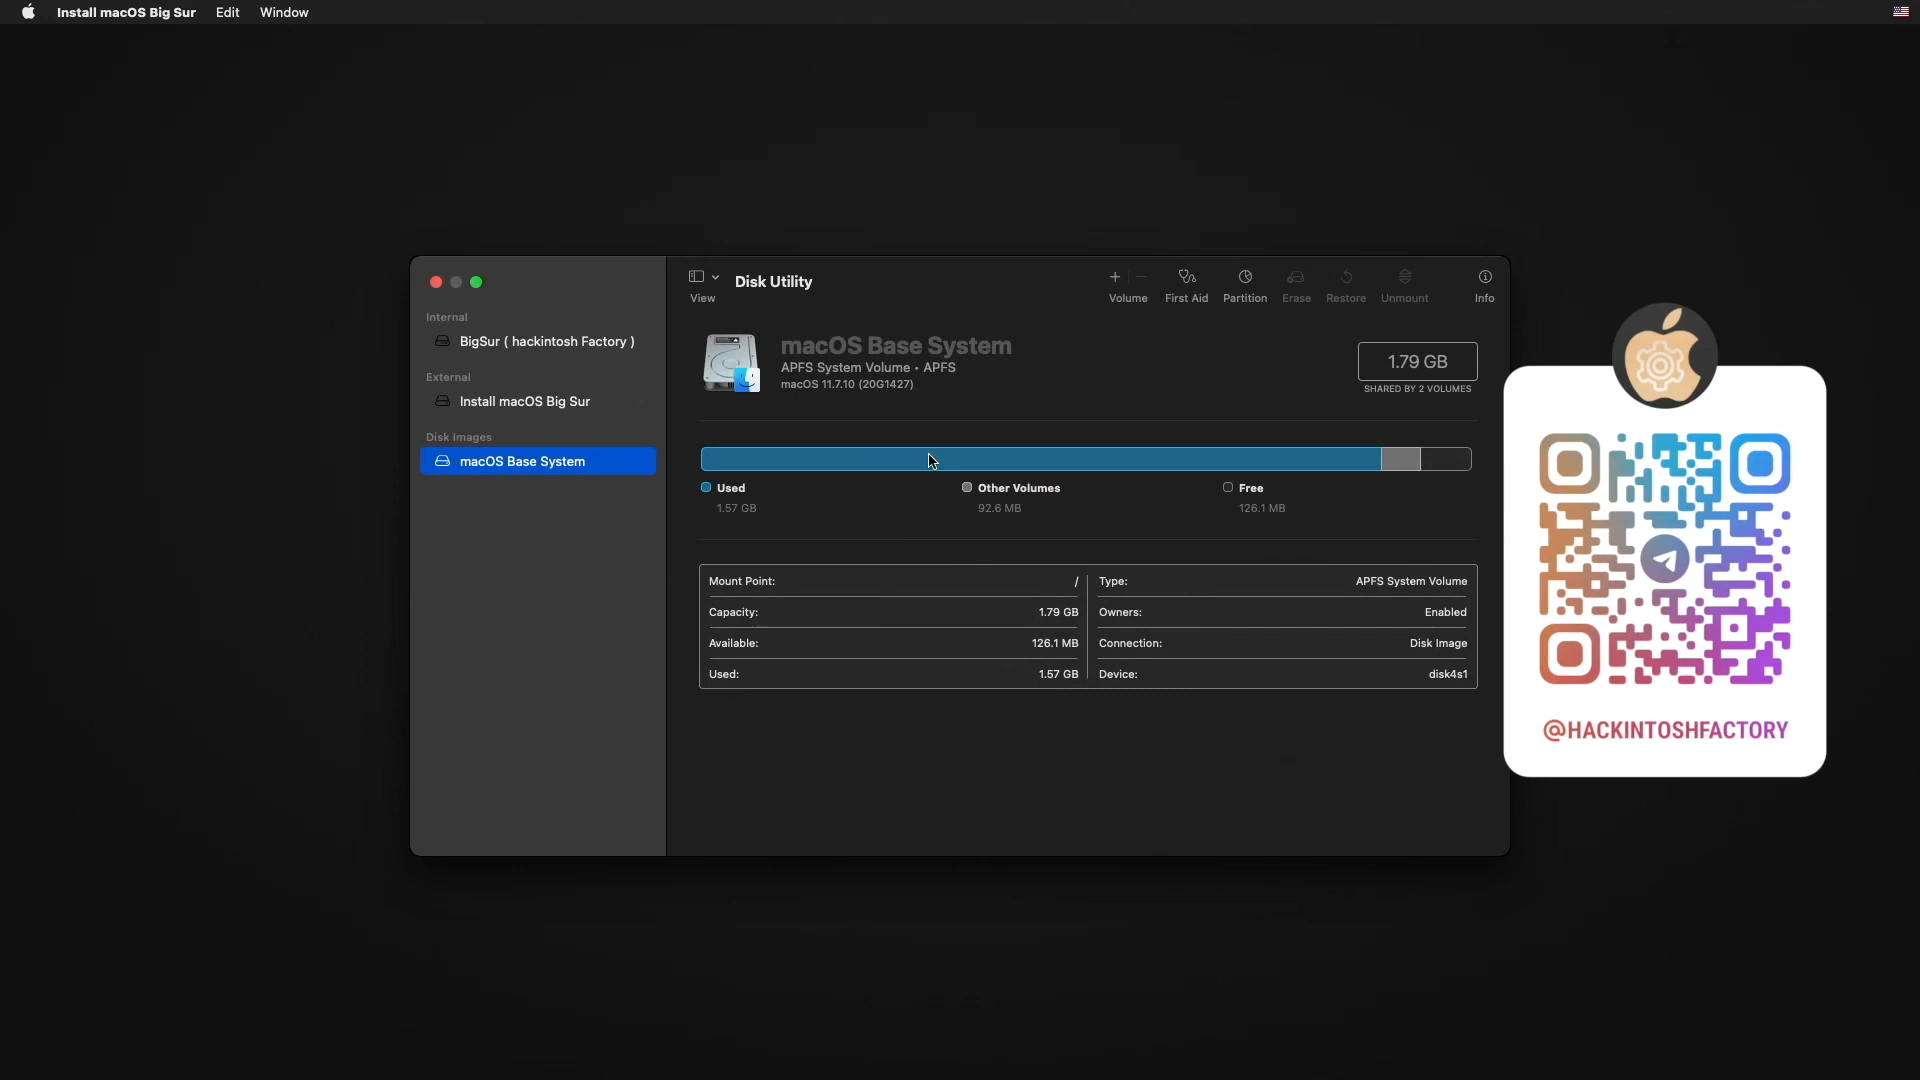 Install macOS Big Sur Edit Window
View
Disk Utility
Volume First Aid Partition Erase Restore Unmount Info
Internal
BigSur ( hackintosh Factory )
External
Install macOS Big Sur
Disk Images
macOS Base System
macOS Base System
APFS System Volume • APFS
macOS 11.7.10 (20G1427)
1.79 GB
SHARED BY 2 VOLUMES
Used
1.57 GB
Other Volumes
92.6 MB
Free
126.1 MB
Mount Point: /
Capacity: 1.79 GB
Available: 126.1 MB
Used: 1.57 GB
Type: APFS System Volume
Owners: Enabled
Connection: Disk Image
Device: disk4s1
@HACKINTOSHFACTORY